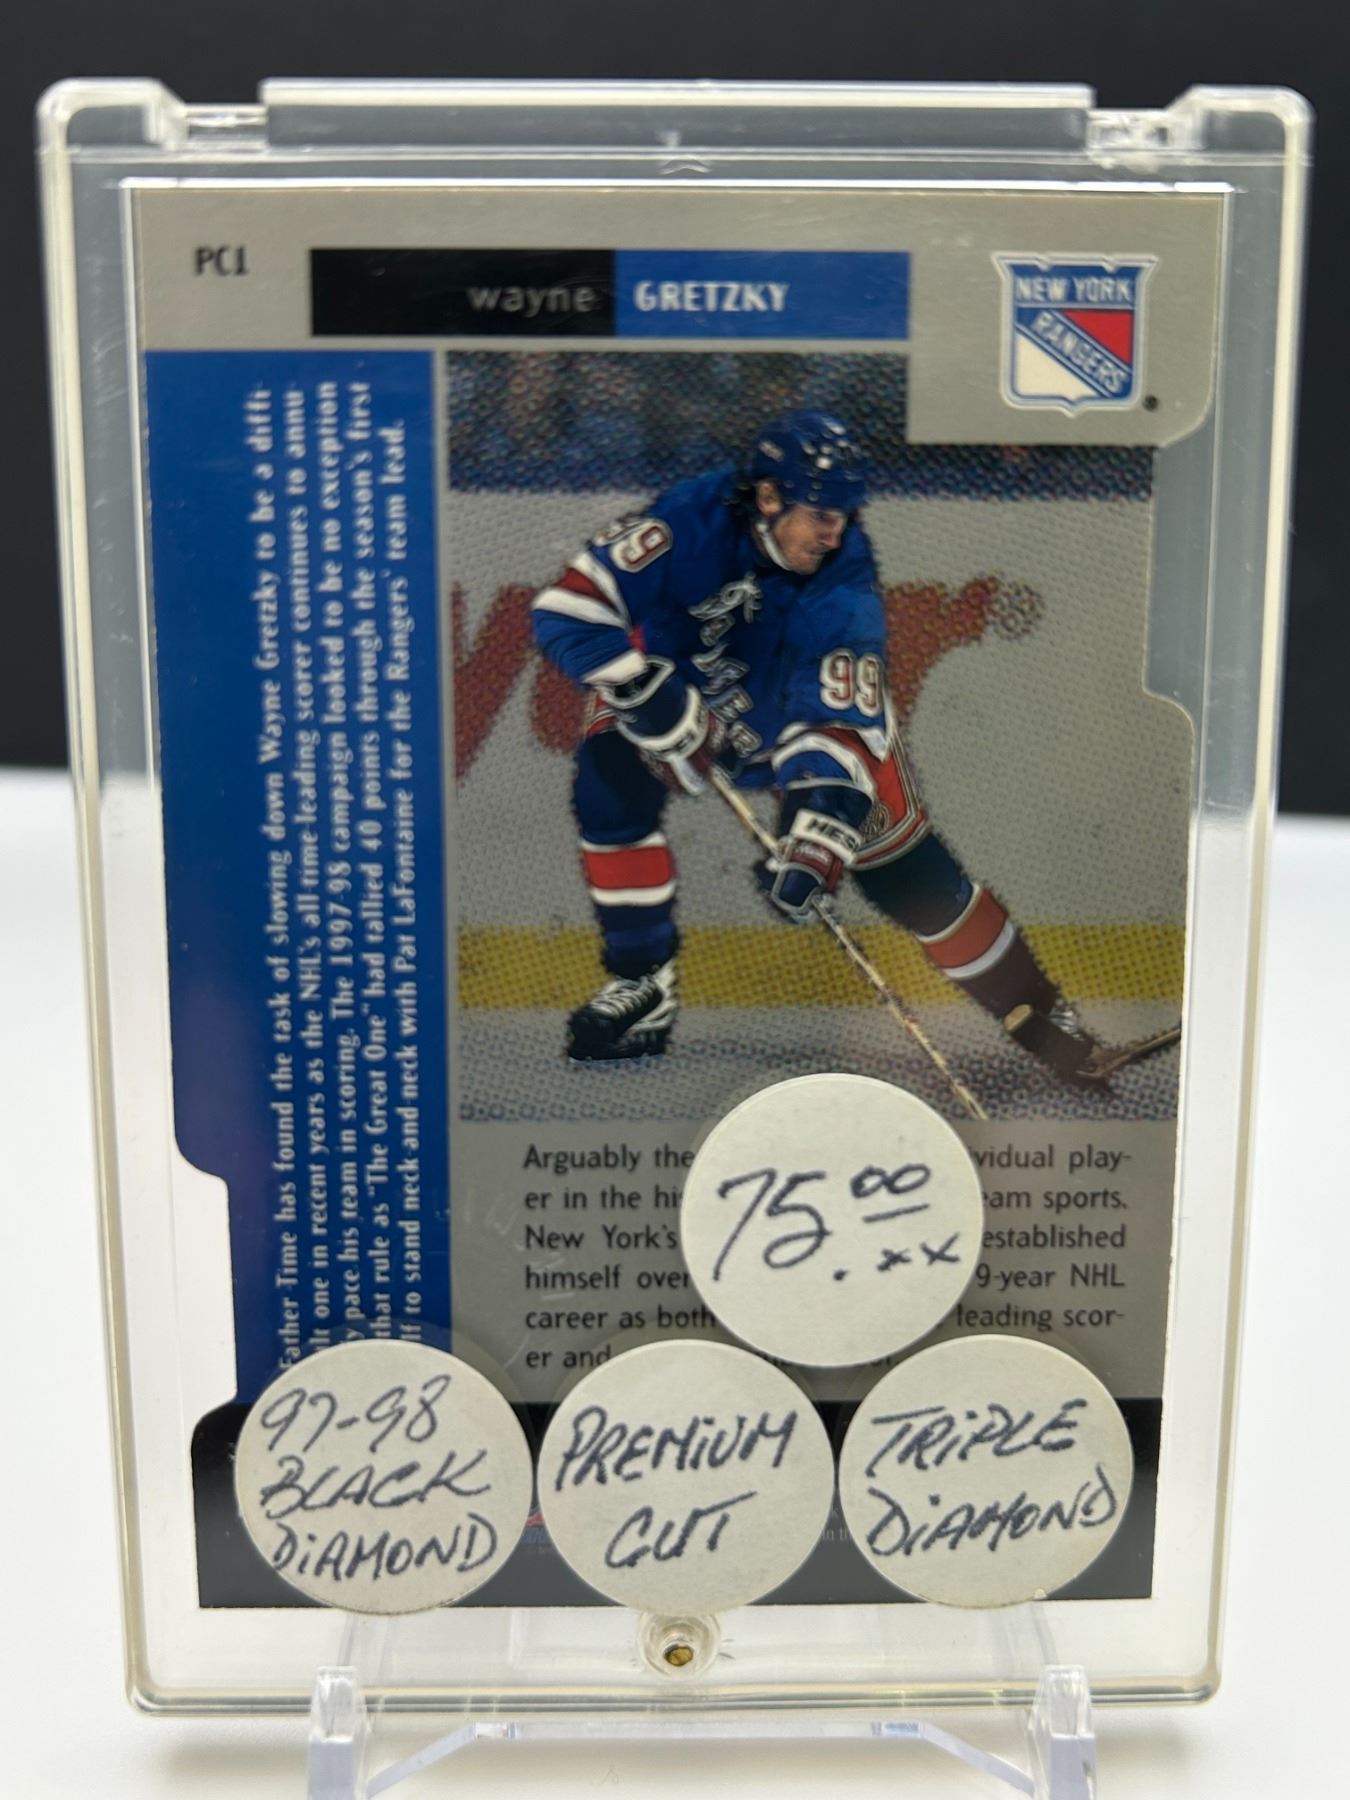 PC1
wayne GRETZKY
NEW YORK
RANGERS
®
Father Time has found the task of slowing down Wayne Gretzky to be a diffi-
ult one in recent years as the NHL's all-time leading scorer continues to annu
y pace his team in scoring. The 1997-98 campaign looked to be no exception
that rule as "The Great One" had tallied 40 points through the season's first
lf to stand neck-and-neck with Pat LaFontaine for the Rangers' team lead.
99
99
HES
Arguably the vidual play-
er in the his eam sports,
New York's established
himself over 9-year NHL
career as both leading scor-
er and
75.00
. xx
97-98
BLACK
DiAMOND
PREMiUM
CUT
TRiPLE
DiAMOND